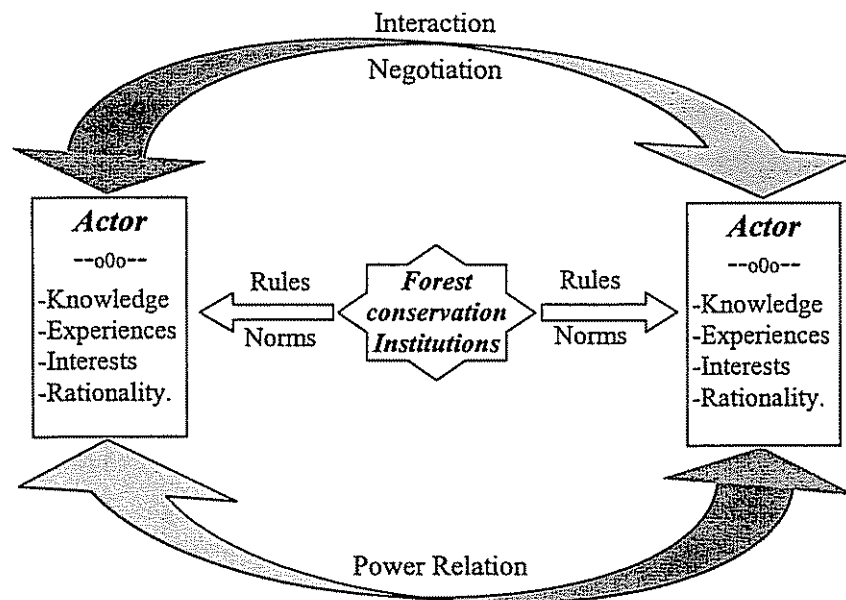 Interaction
Negotiation
Actor
--o0o--
-Knowledge
-Experiences
-Interests
-Rationality.
Rules
Norms
Forest
conservation
Institutions
Rules
Norms
Actor
--o0o--
-Knowledge
-Experiences
-Interests
-Rationality.
Power Relation